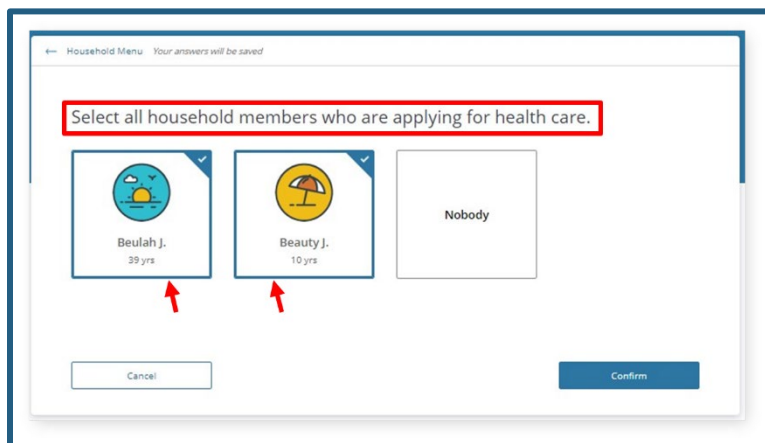 ← Household Menu Your answers will be saved
Select all household members who are applying for health care.
Beulah J.
39 yrs
Beauty J.
10 yrs
Nobody
Cancel
Confirm